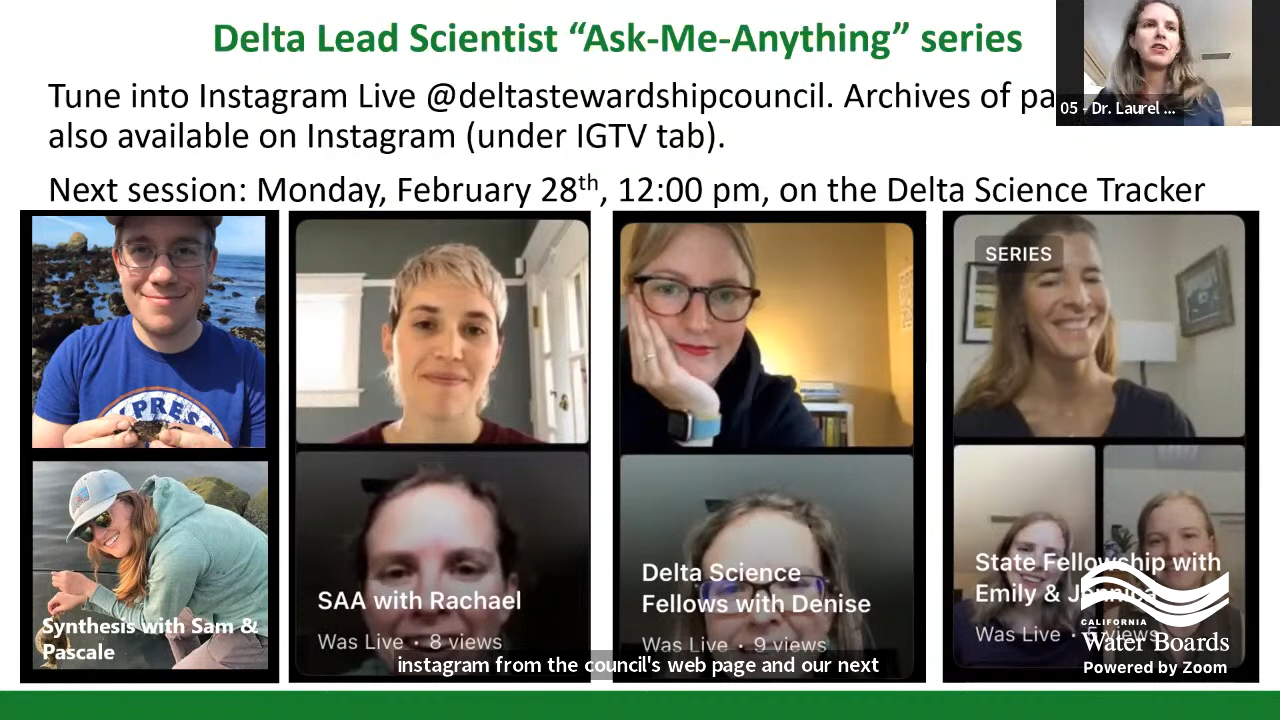 Delta Lead Scientist “Ask-Me-Anything” series
Tune into Instagram Live @deltastewardshipcouncil. Archives of
also available on Instagram (under IGTV tab).
Next session: Monday, February 28th, 12:00 pm, on the Delta Science Tracker
05 - Dr. Laurel ...
SERIES
Synthesis with Sam &
Pascale
SAA with Rachael
Was Live · 8 views
Delta Science
Fellows with Denise
Was Live · 9 views
State Fellowship with
Emily &
Was Live ·
CALIFORNIA
Water Boards
Powered by Zoom
instagram from the council's web page and our next